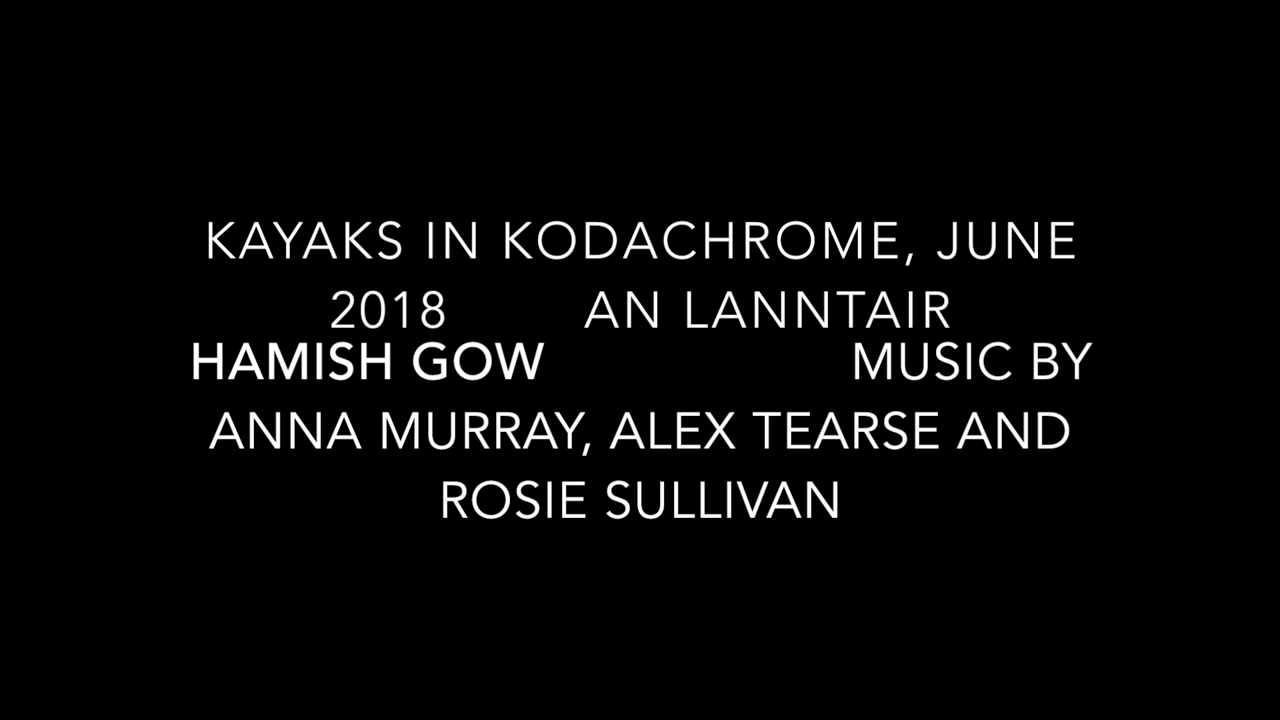 KAYAKS IN KODACHROME, JUNE
2018 AN LANNTAIR
HAMISH GOW MUSIC BY
ANNA MURRAY, ALEX TEARSE AND
ROSIE SULLIVAN